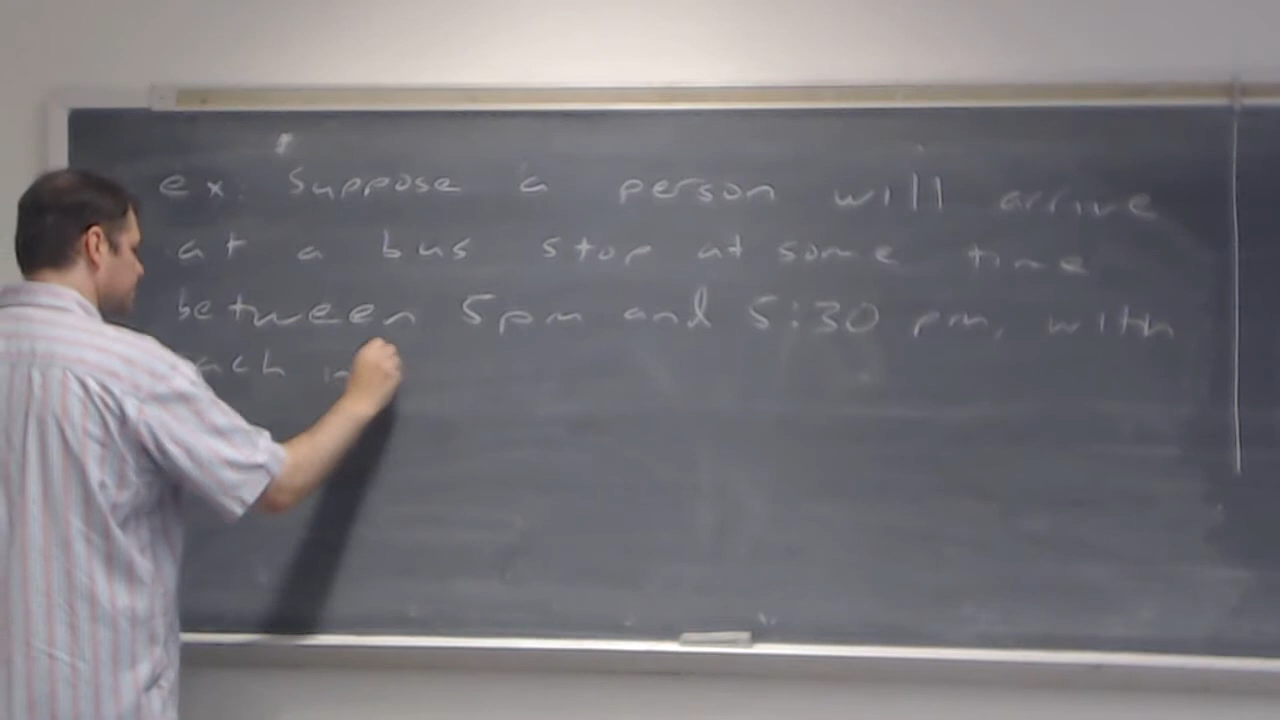 ex: Suppose a person will arrive
at a bus stop at some time
between 5pm and 5:30 pm, with